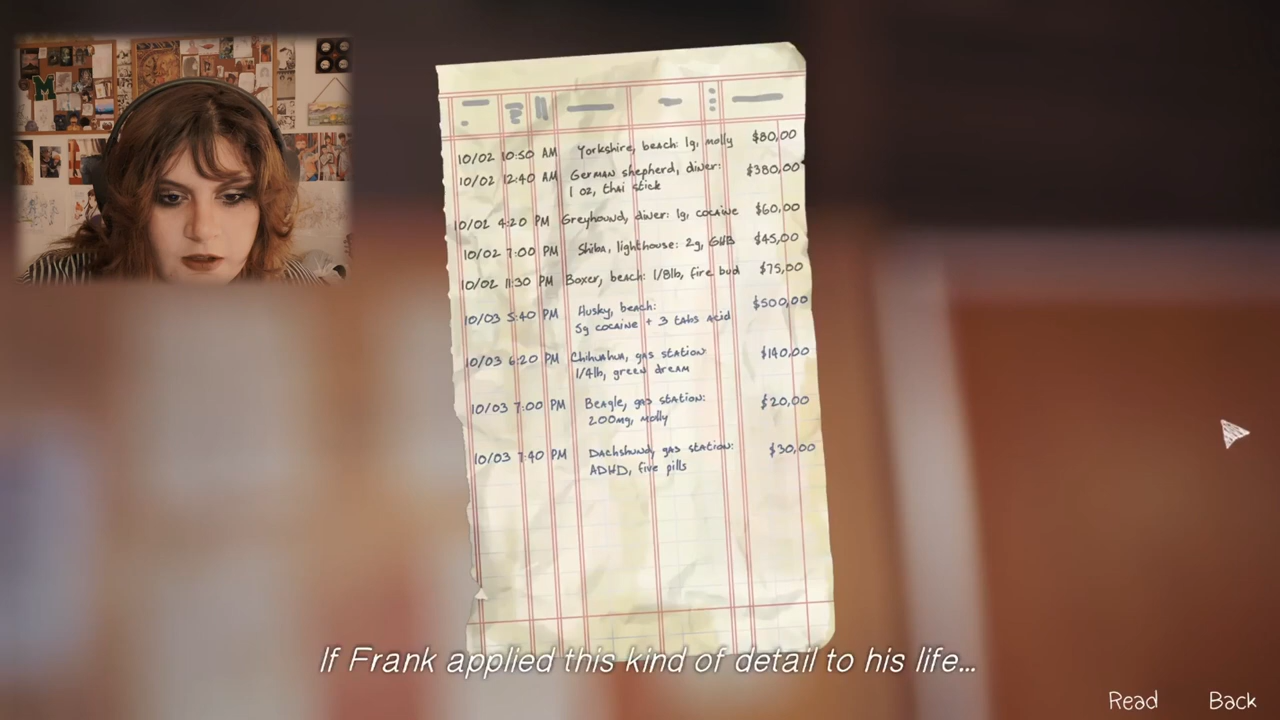 M
10/02 10:50 AM Yorkshire, beach: 1g, molly $80,00
10/02 12:40 AM German shepherd, diner: $380,00
1 oz, thai stick
10/02 4:20 PM Greyhound, diner: 1g, cocaine $60,00
10/02 7:00 PM Shiba, lighthouse: 2g, GHB $45,00
10/02 11:30 PM Boxer, beach: 1/8lb, fire bud $75,00
10/03 5:40 PM Husky, beach: $500,00
5g cocaine + 3 tabs acid
10/03 6:20 PM Chihuahua, gas station: $140,00
1/4lb, green dream
10/03 7:00 PM Beagle, gas station: $20,00
200mg, molly
10/03 7:40 PM Dachshund, gas station: $30,00
ADHD, five pills
If Frank applied this kind of detail to his life...
Read Back